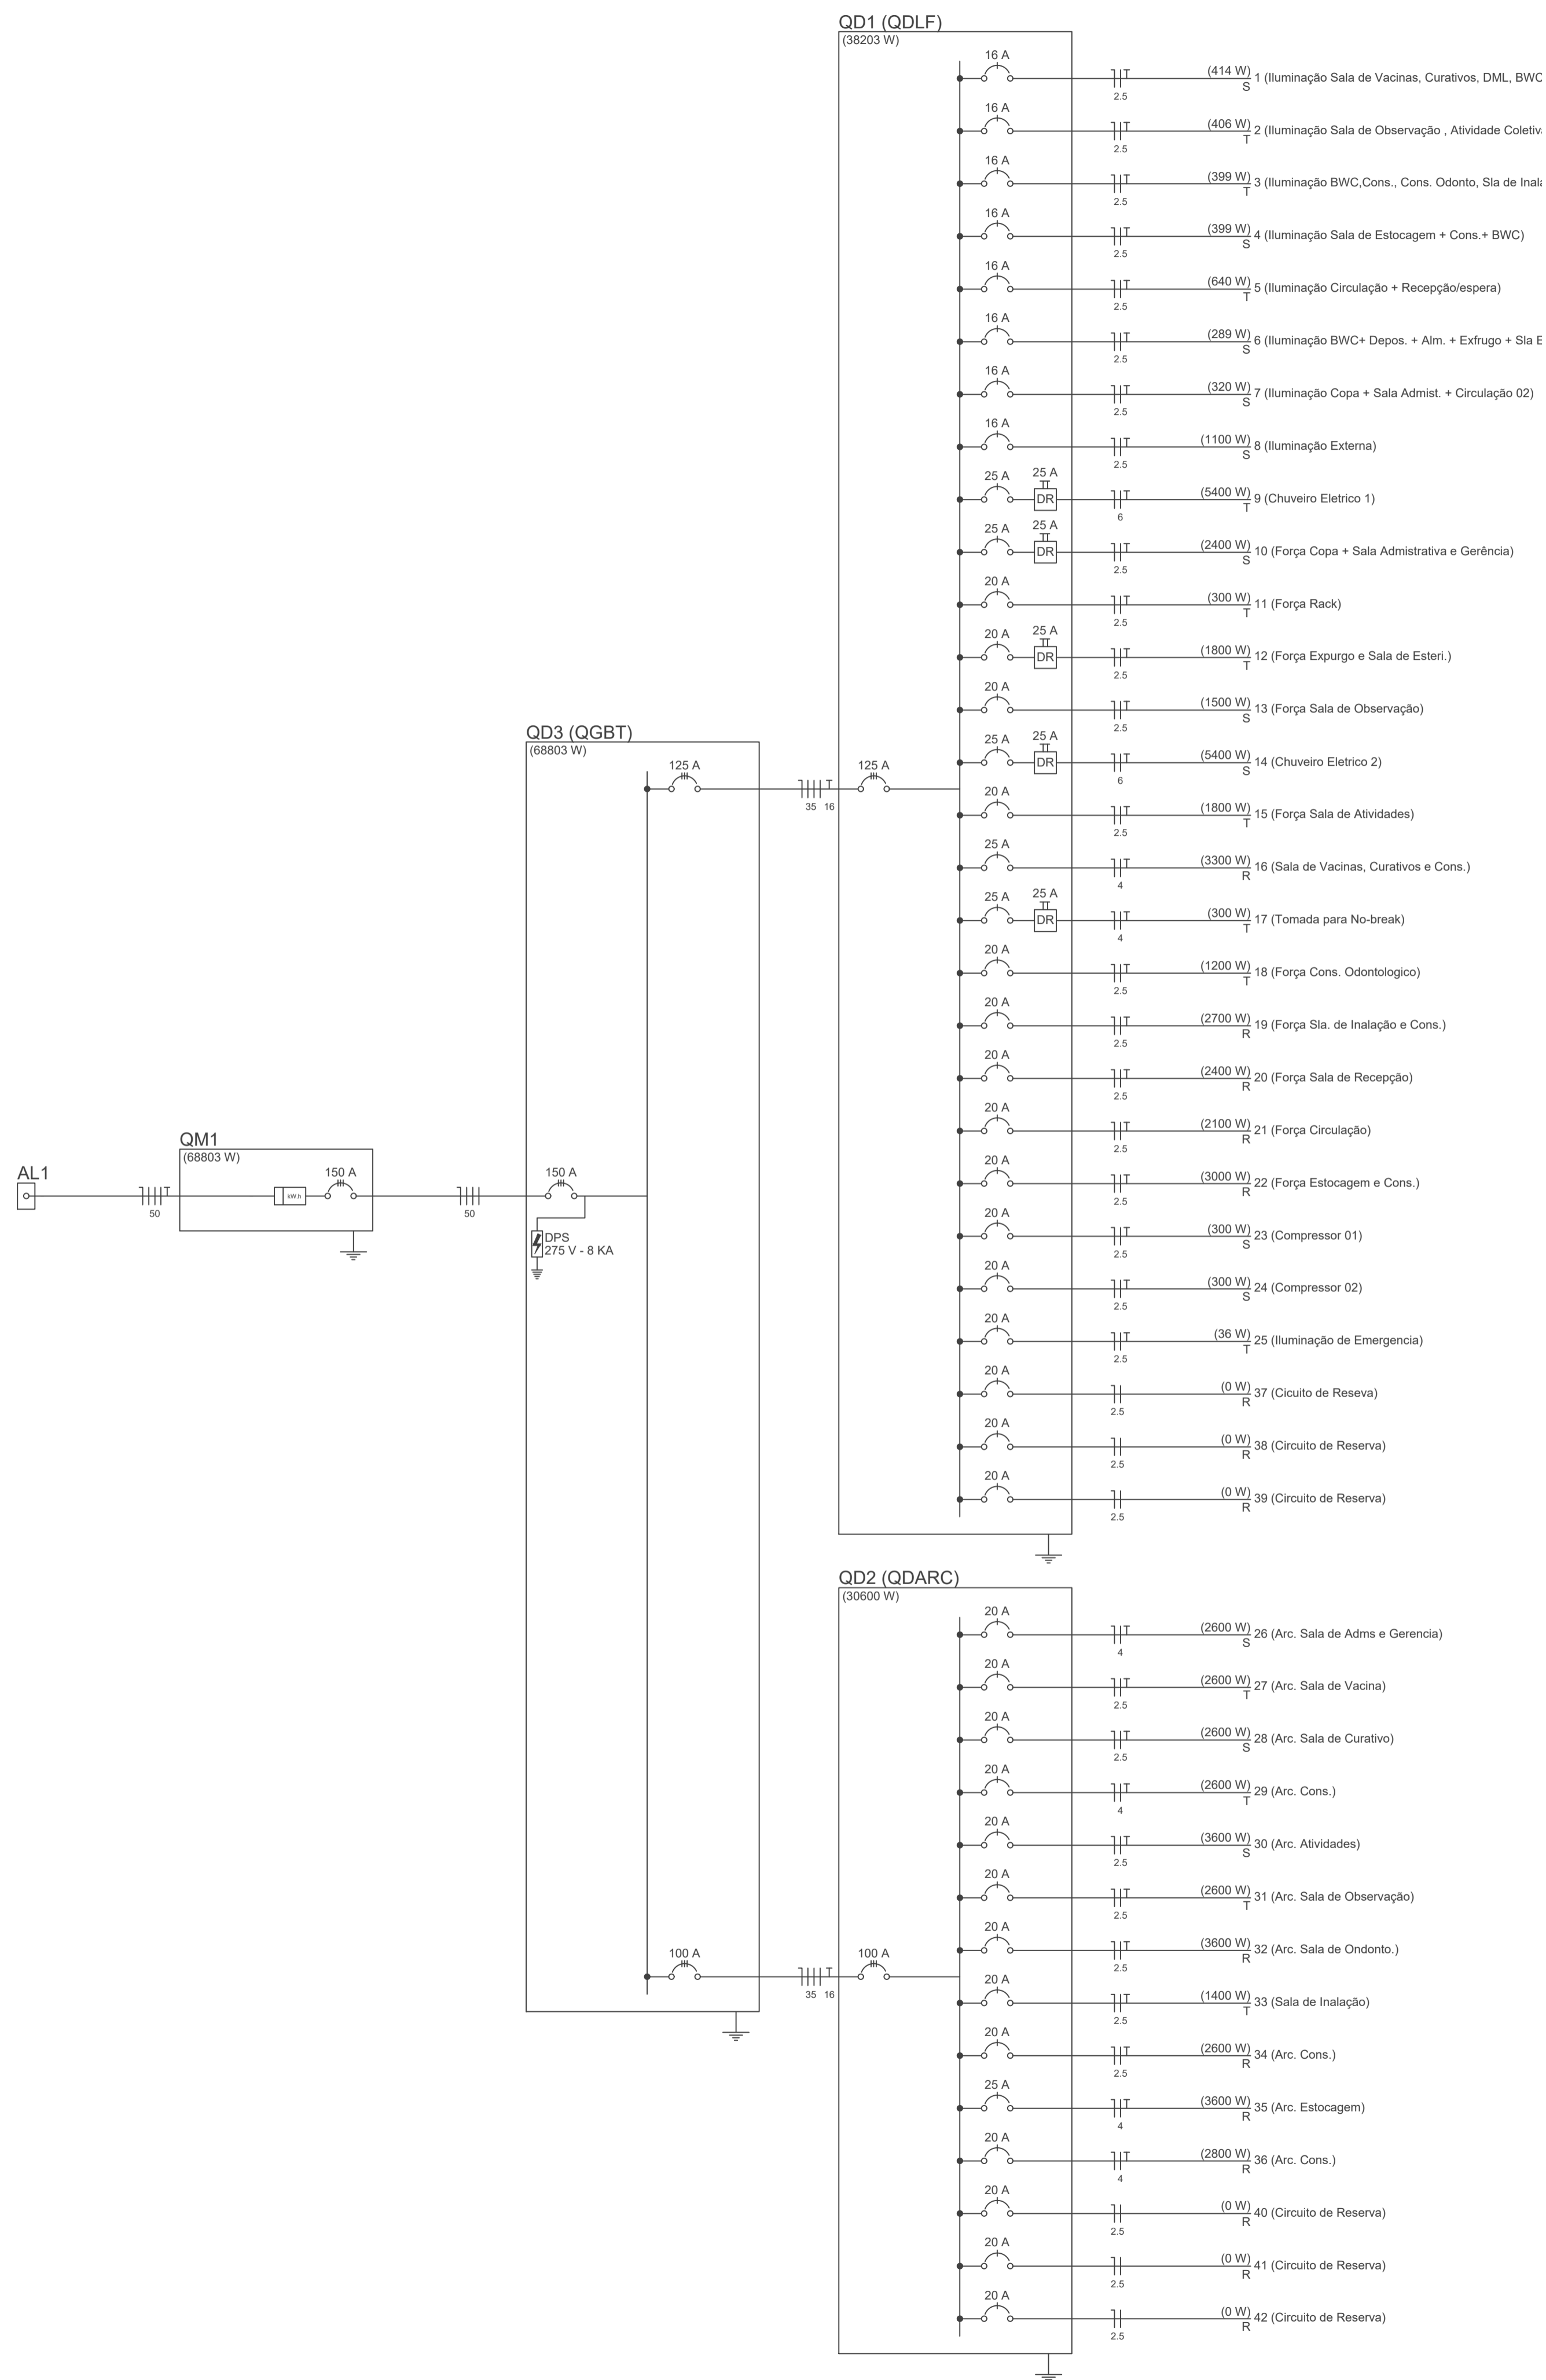 QD1 (QDLF)
(38203 W)
16 A
(414 W) 1 (Iluminação Sala de Vacinas, Curativos, DML, BWC
S
2.5
16 A
(406 W) 2 (Iluminação Sala de Observação , Atividade Coletiv
T
2.5
16 A
(399 W) 3 (Iluminação BWC,Cons., Cons. Odonto, Sla de Inal
T
2.5
16 A
(399 W) 4 (Iluminação Sala de Estocagem + Cons.+ BWC)
S
2.5
16 A
(640 W) 5 (Iluminação Circulação + Recepção/espera)
T
2.5
16 A
(289 W) 6 (Iluminação BWC+ Depos. + Alm. + Exfrugo + Sla E
S
2.5
16 A
(320 W) 7 (Iluminação Copa + Sala Admist. + Circulação 02)
S
2.5
16 A
(1100 W) 8 (Iluminação Externa)
S
2.5
25 A 25 A
DR (5400 W) 9 (Chuveiro Eletrico 1)
T
6
25 A 25 A
DR (2400 W) 10 (Força Copa + Sala Admistrativa e Gerência)
S
2.5
20 A
(300 W) 11 (Força Rack)
T
2.5
20 A 25 A
DR (1800 W) 12 (Força Expurgo e Sala de Esteri.)
T
2.5
20 A
(1500 W) 13 (Força Sala de Observação)
S
2.5
QD3 (QGBT)
(68803 W)
25 A 25 A
DR (5400 W) 14 (Chuveiro Eletrico 2)
S
6
125 A 125 A
35 16
20 A
(1800 W) 15 (Força Sala de Atividades)
T
2.5
25 A
(3300 W) 16 (Sala de Vacinas, Curativos e Cons.)
R
4
25 A 25 A
DR (300 W) 17 (Tomada para No-break)
T
4
20 A
(1200 W) 18 (Força Cons. Odontologico)
T
2.5
20 A
(2700 W) 19 (Força Sla. de Inalação e Cons.)
R
2.5
20 A
(2400 W) 20 (Força Sala de Recepção)
R
2.5
20 A
(2100 W) 21 (Força Circulação)
R
2.5
QM1
(68803 W)
AL1
50
kW.h
150 A
50
150 A
DPS
275 V - 8 KA
20 A
(3000 W) 22 (Força Estocagem e Cons.)
R
2.5
20 A
(300 W) 23 (Compressor 01)
S
2.5
20 A
(300 W) 24 (Compressor 02)
S
2.5
20 A
(36 W) 25 (Iluminação de Emergencia)
T
2.5
20 A
(0 W) 37 (Cicuito de Reseva)
R
2.5
20 A
(0 W) 38 (Circuito de Reserva)
R
2.5
20 A
(0 W) 39 (Circuito de Reserva)
R
2.5
QD2 (QDARC)
(30600 W)
20 A
(2600 W) 26 (Arc. Sala de Adms e Gerencia)
S
4
20 A
(2600 W) 27 (Arc. Sala de Vacina)
T
2.5
20 A
(2600 W) 28 (Arc. Sala de Curativo)
S
2.5
20 A
(2600 W) 29 (Arc. Cons.)
T
4
20 A
(3600 W) 30 (Arc. Atividades)
S
2.5
20 A
(2600 W) 31 (Arc. Sala de Observação)
T
2.5
20 A
(3600 W) 32 (Arc. Sala de Ondonto.)
R
2.5
100 A 100 A
35 16
20 A
(1400 W) 33 (Sala de Inalação)
T
2.5
20 A
(2600 W) 34 (Arc. Cons.)
R
2.5
25 A
(3600 W) 35 (Arc. Estocagem)
R
4
20 A
(2800 W) 36 (Arc. Cons.)
R
4
20 A
(0 W) 40 (Circuito de Reserva)
R
2.5
20 A
(0 W) 41 (Circuito de Reserva)
R
2.5
20 A
(0 W) 42 (Circuito de Reserva)
R
2.5